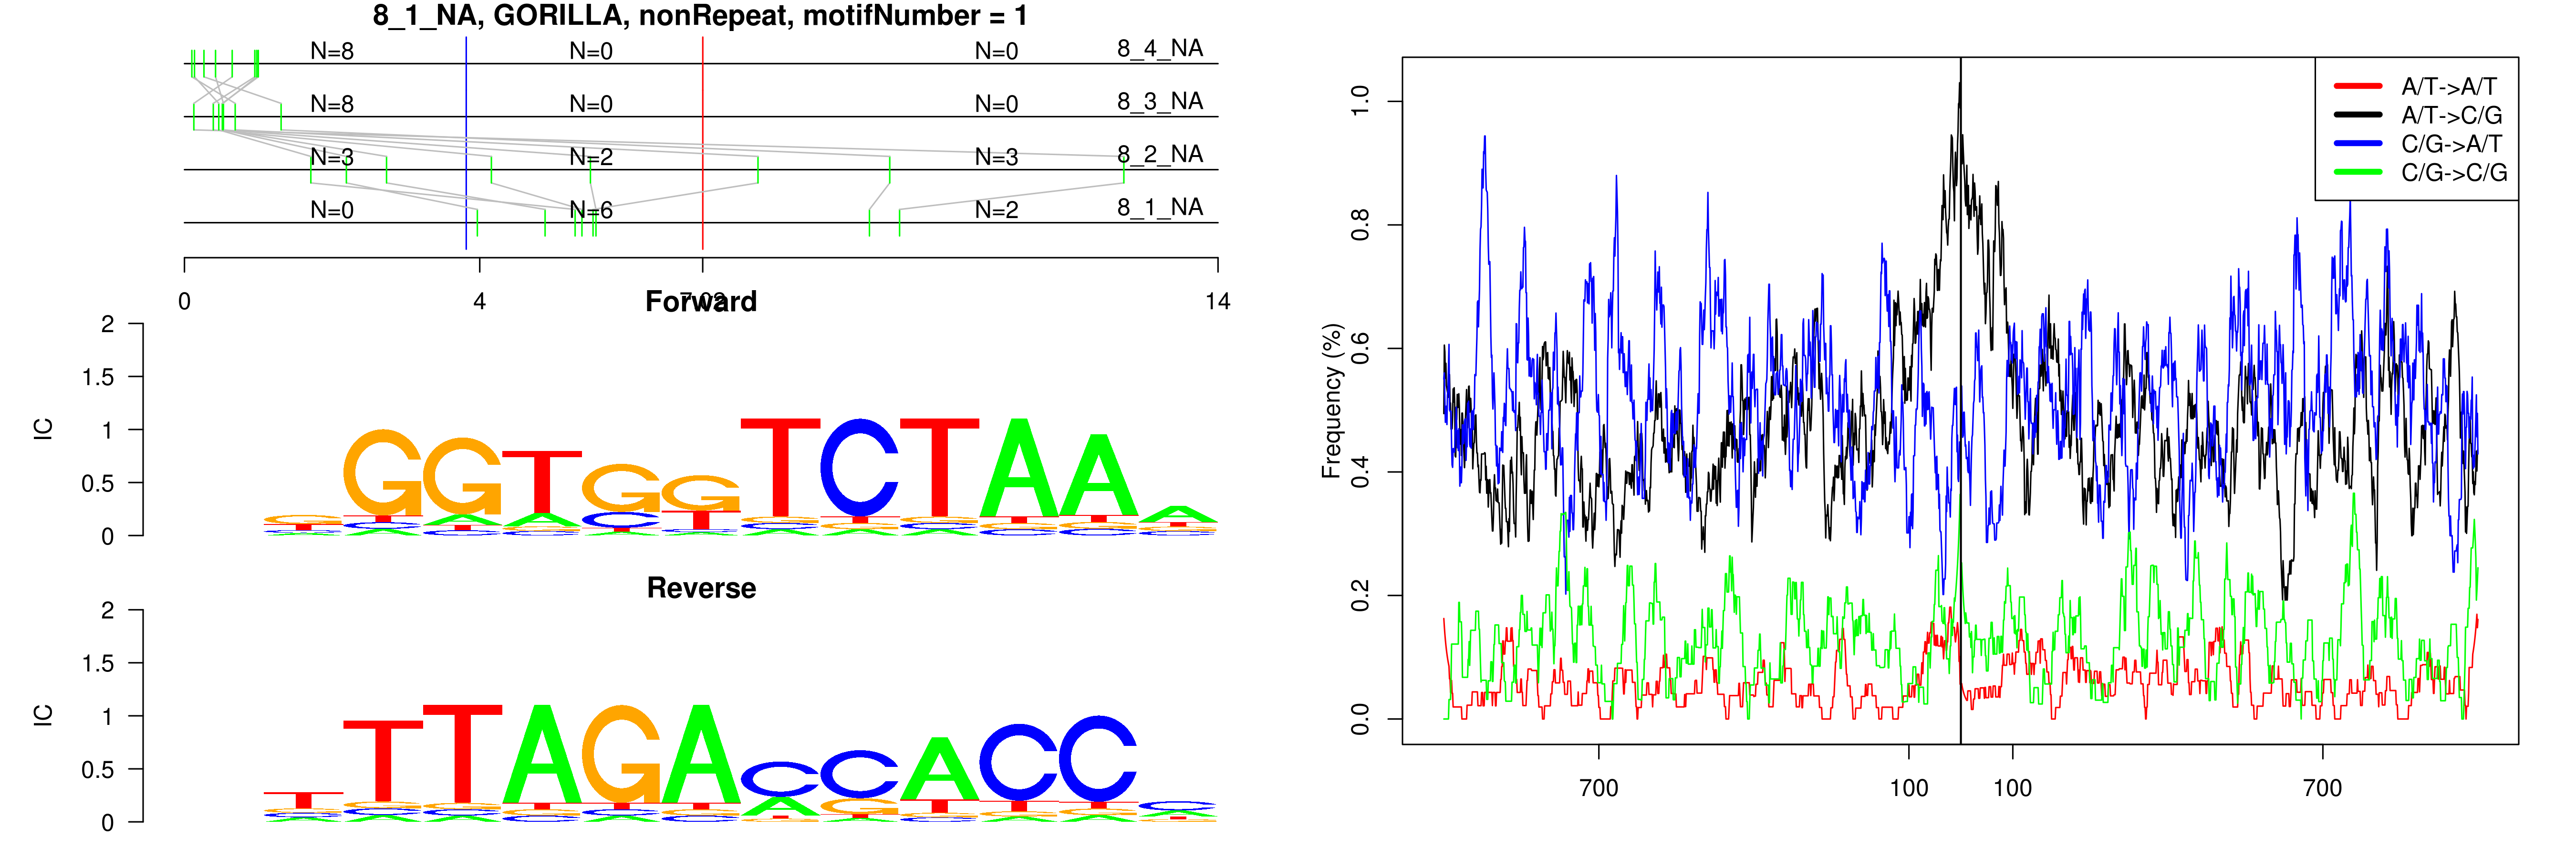 8_1_NA, GORILLA, nonRepeat, motifNumber = 1
N=8 N=0 N=0 8_4_NA
N=8 N=0 N=0 8_3_NA
N=3 N=2 N=3 8_2_NA
N=0 N=6 N=2 8_1_NA
0 4 14
Forward
IC
2
1.5
1
0.5
0
GGTGGTCTAAA
Reverse
IC
2
1.5
1
0.5
0
TTTAGACCACCC
Frequency (%)
1.0
0.8
0.6
0.4
0.2
0.0
700 100 100 700
A/T->A/T
A/T->C/G
C/G->A/T
C/G->C/G